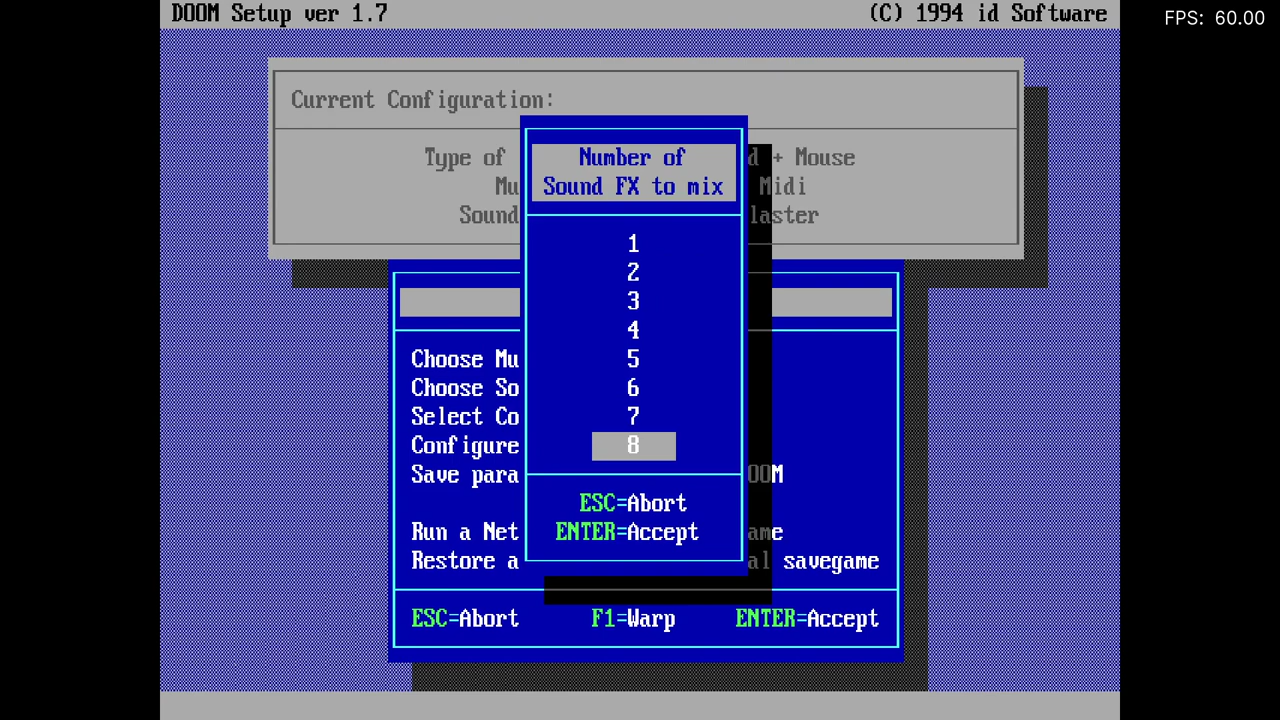 DOOM Setup ver 1.7 (C) 1994 id Software
FPS: 60.00
Current Configuration:
Type of d + Mouse
Mu Midi
Sound laster
Number of
Sound FX to mix
1
2
3
4
5
6
7
8
ESC=Abort
ENTER=Accept
Choose Mu
Choose So
Select Co
Configure
Save para OOM
Run a Net ame
Restore a al savegame
ESC=Abort F1=Warp ENTER=Accept